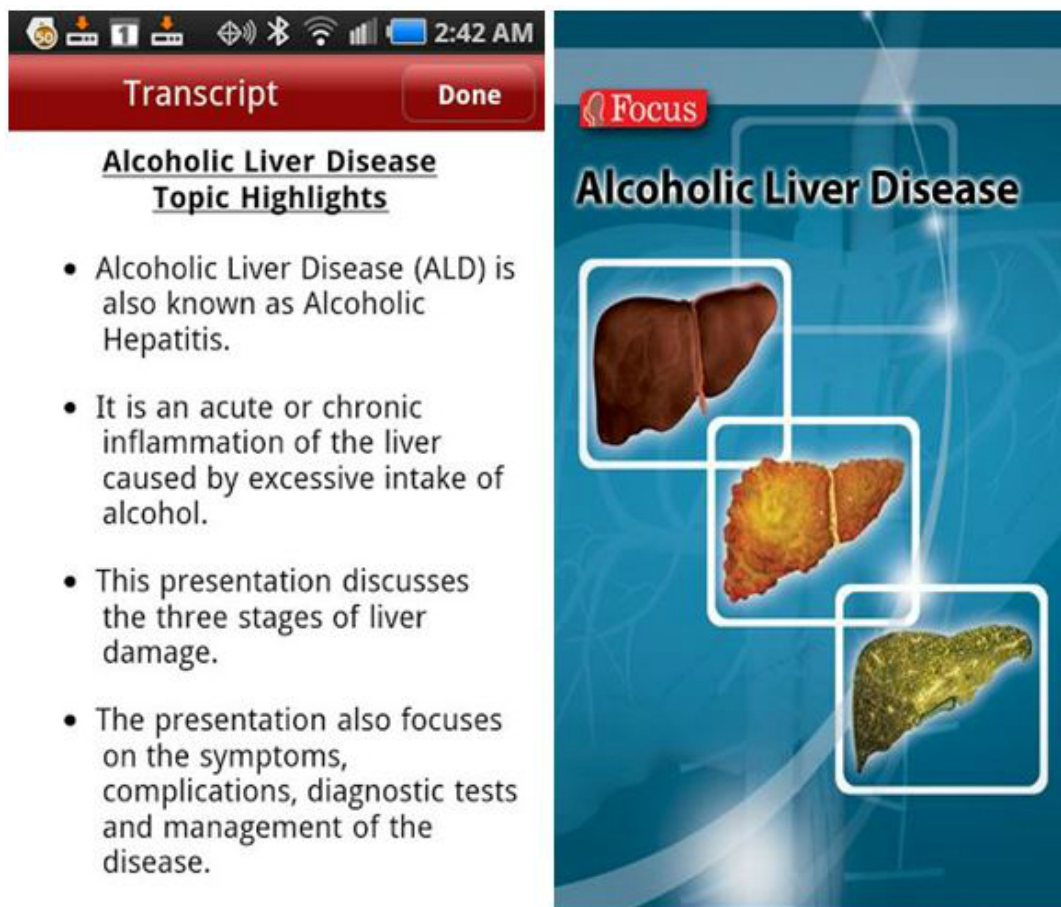 50
1
2:42 AM
Transcript
Done
Alcoholic Liver Disease
Topic Highlights
• Alcoholic Liver Disease (ALD) is
also known as Alcoholic
Hepatitis.
• It is an acute or chronic
inflammation of the liver
caused by excessive intake of
alcohol.
• This presentation discusses
the three stages of liver
damage.
• The presentation also focuses
on the symptoms,
complications, diagnostic tests
and management of the
disease.
Focus
Alcoholic Liver Disease